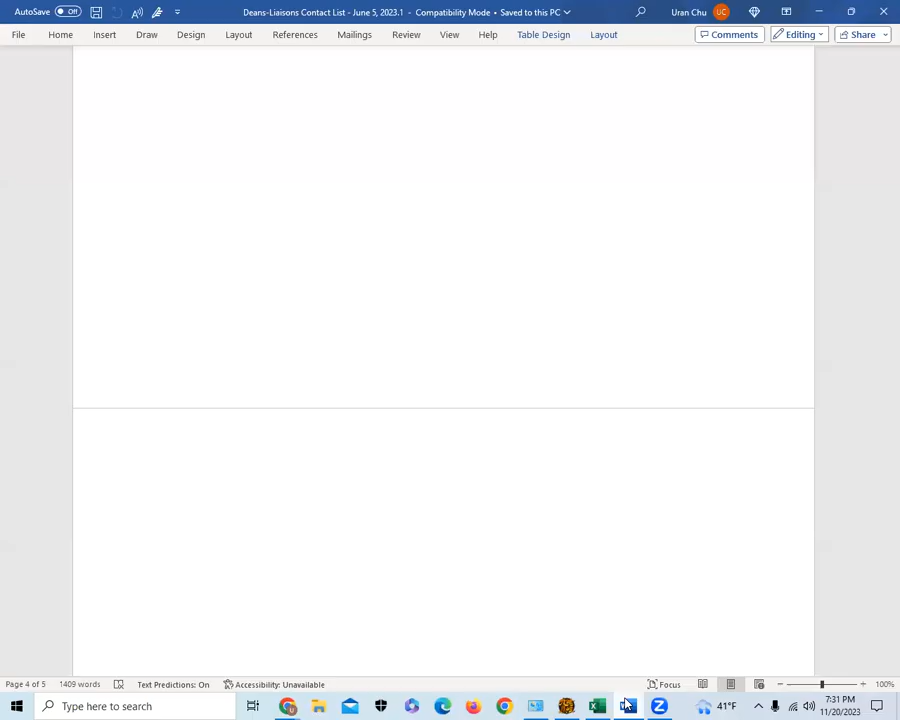 AutoSave Off Deans-Liaisons Contact List - June 5, 2023.1 - Compatibility Mode • Saved to this PC Uran Chu UC
File Home Insert Draw Design Layout References Mailings Review View Help Table Design Layout Comments Editing Share
Page 4 of 5 1409 words Text Predictions: On Accessibility: Unavailable Focus 100%
Type here to search 41°F 7:31 PM
11/20/2023